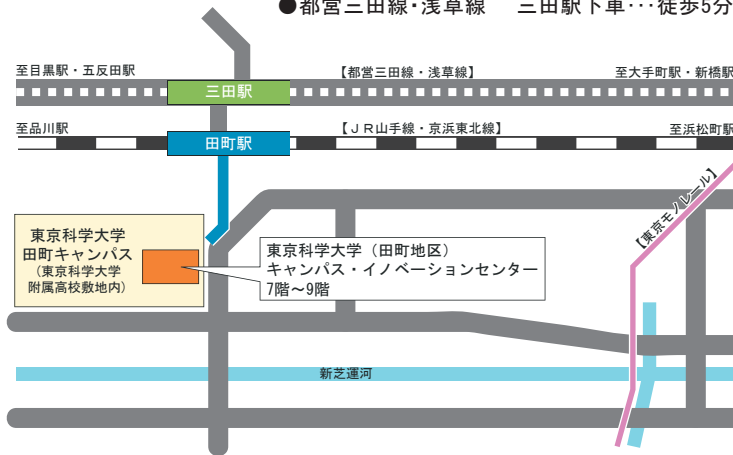 ●都営三田線・浅草線　三田駅下車･･･徒歩5分
至目黒駅・五反田駅
【都営三田線・浅草線】
至大手町駅・新橋駅
三田駅
至品川駅
【ＪＲ山手線・京浜東北線】
至浜松町駅
田町駅
【東京モノレール】
東京科学大学
田町キャンパス
（東京科学大学
附属高校敷地内）
東京科学大学（田町地区）
キャンパス・イノベーションセンター
7階～9階
新芝運河